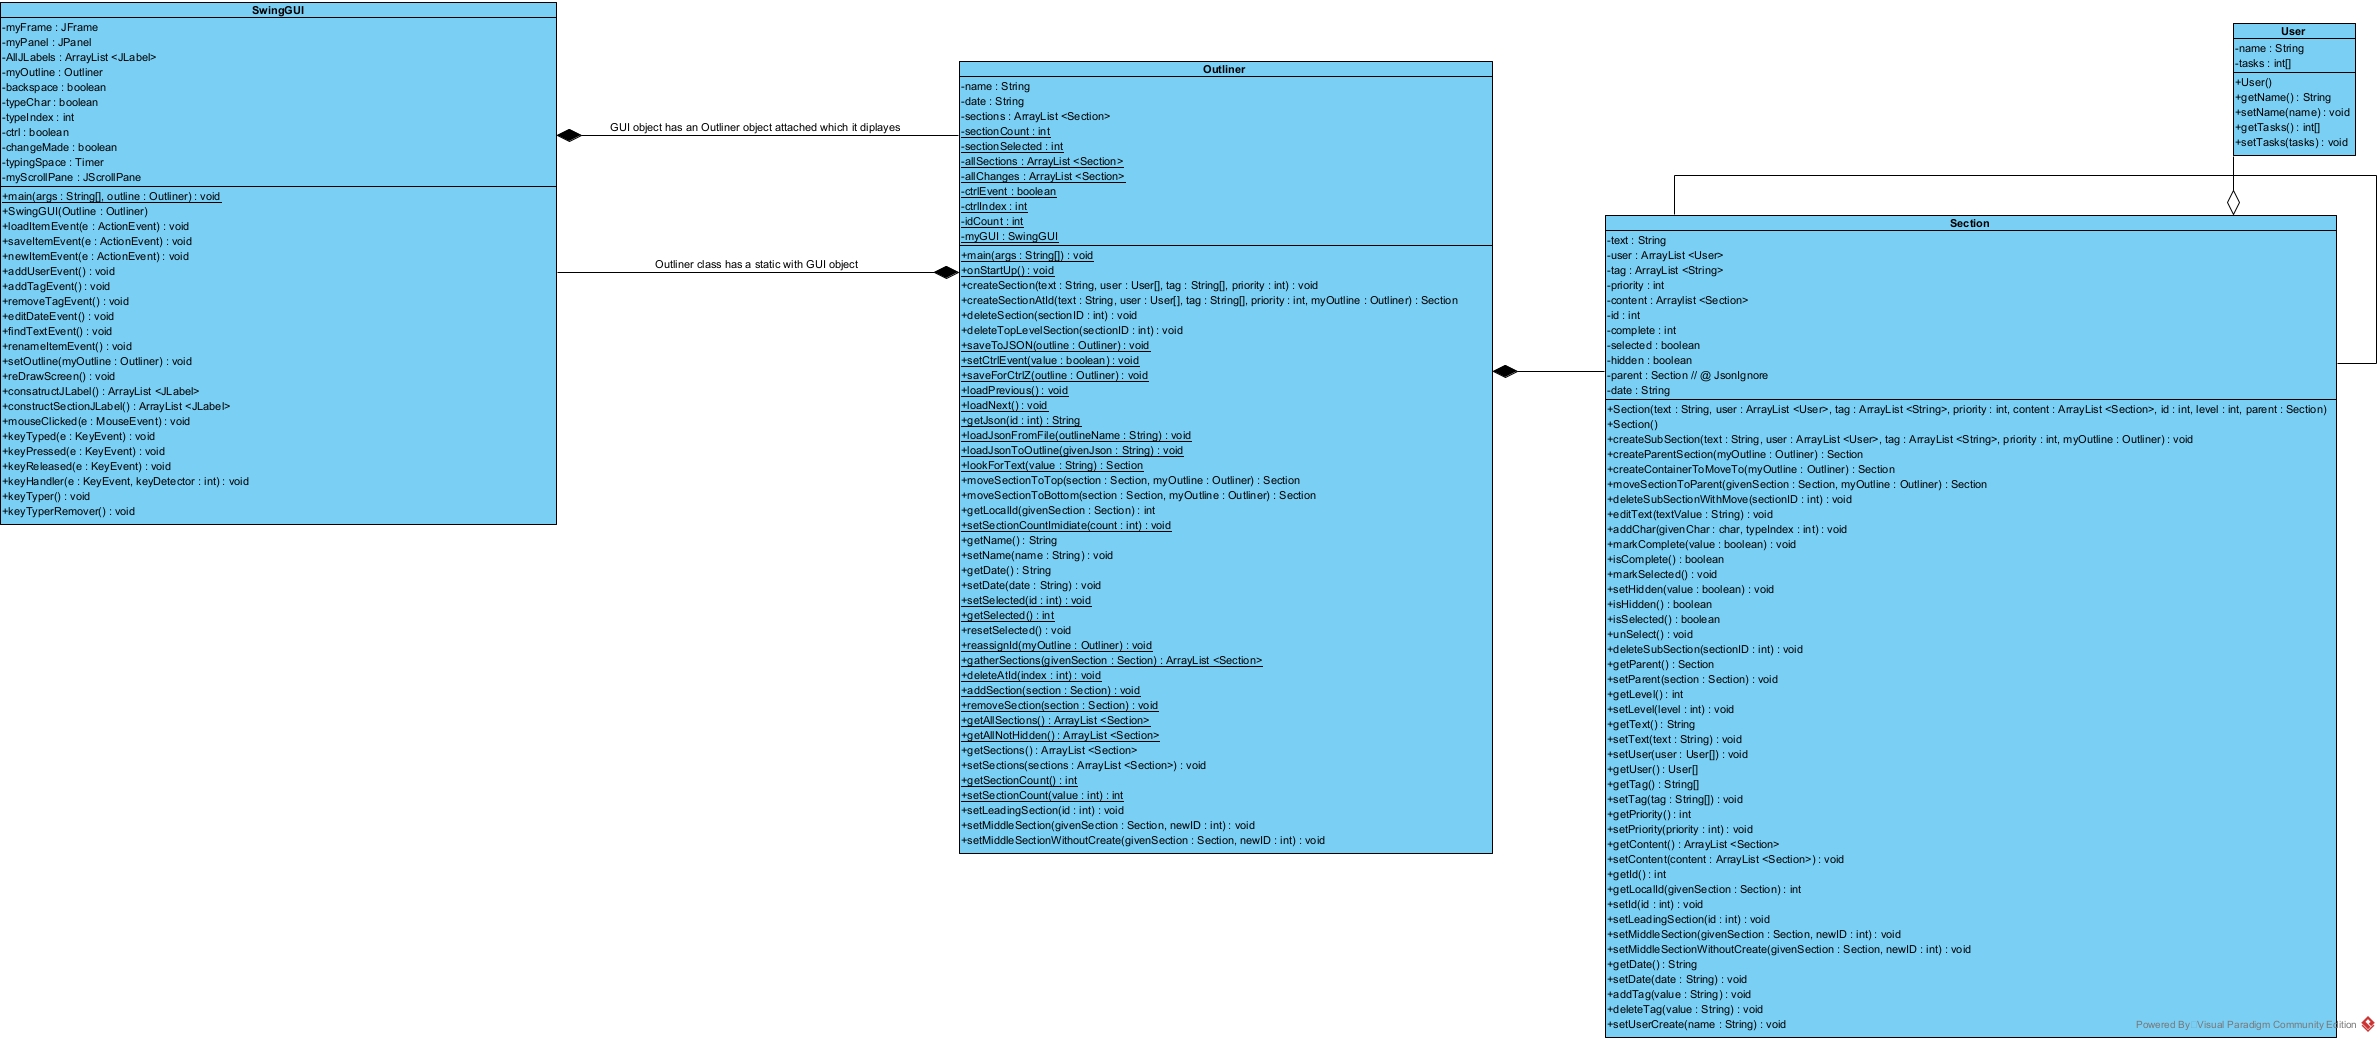 SwingGUI
-myFrame : JFrame
-myPanel : JPanel
-AllJLabels : ArrayList <JLabel>
-myOutline : Outliner
-backspace : boolean
-typeChar : boolean
-typeIndex : int
-ctrl : boolean
-changeMade : boolean
-typingSpace : Timer
-myScrollPane : JScrollPane
+main(args : String[], outline : Outliner) : void
+SwingGUI(Outline : Outliner)
+loadItemEvent(e : ActionEvent) : void
+saveItemEvent(e : ActionEvent) : void
+newItemEvent(e : ActionEvent) : void
+addUserEvent() : void
+addTagEvent() : void
+removeTagEvent() : void
+editDateEvent() : void
+findTextEvent() : void
+renameItemEvent() : void
+setOutline(myOutline : Outliner) : void
+reDrawScreen() : void
+consatructJLabel() : ArrayList <JLabel>
+constructSectionJLabel() : ArrayList <JLabel>
+mouseClicked(e : MouseEvent) : void
+keyTyped(e : KeyEvent) : void
+keyPressed(e : KeyEvent) : void
+keyReleased(e : KeyEvent) : void
+keyHandler(e : KeyEvent, keyDetector : int) : void
+keyTyper() : void
+keyTyperRemover() : void
GUI object has an Outliner object attached which it diplayes
Outliner class has a static with GUI object
Outliner
-name : String
-date : String
-sections : ArrayList <Section>
-sectionCount : int
-sectionSelected : int
-allSections : ArrayList <Section>
-allChanges : ArrayList <Section>
-ctrlEvent : boolean
-ctrlIndex : int
-idCount : int
-myGUI : SwingGUI
+main(args : String[]) : void
+onStartUp() : void
+createSection(text : String, user : User[], tag : String[], priority : int) : void
+createSectionAtId(text : String, user : User[], tag : String[], priority : int, myOutline : Outliner) : Section
+deleteSection(sectionID : int) : void
+deleteTopLevelSection(sectionID : int) : void
+saveToJSON(outline : Outliner) : void
+setCtrlEvent(value : boolean) : void
+saveForCtrlZ(outline : Outliner) : void
+loadPrevious() : void
+loadNext() : void
+getJson(id : int) : String
+loadJsonFromFile(outlineName : String) : void
+loadJsonToOutline(givenJson : String) : void
+lookForText(value : String) : Section
+moveSectionToTop(section : Section, myOutline : Outliner) : Section
+moveSectionToBottom(section : Section, myOutline : Outliner) : Section
+getLocalId(givenSection : Section) : int
+setSectionCountImidiate(count : int) : void
+getName() : String
+setName(name : String) : void
+getDate() : String
+setDate(date : String) : void
+setSelected(id : int) : void
+getSelected() : int
+resetSelected() : void
+reassignId(myOutline : Outliner) : void
+gatherSections(givenSection : Section) : ArrayList <Section>
+deleteAtId(index : int) : void
+addSection(section : Section) : void
+removeSection(section : Section) : void
+getAllSections() : ArrayList <Section>
+getAllNotHidden() : ArrayList <Section>
+getSections() : ArrayList <Section>
+setSections(sections : ArrayList <Section>) : void
+getSectionCount() : int
+setSectionCount(value : int) : int
+setLeadingSection(id : int) : void
+setMiddleSection(givenSection : Section, newID : int) : void
+setMiddleSectionWithoutCreate(givenSection : Section, newID : int) : void
User
-name : String
-tasks : int[]
+User()
+getName() : String
+setName(name) : void
+getTasks() : int[]
+setTasks(tasks) : void
Section
-text : String
-user : ArrayList <User>
-tag : ArrayList <String>
-priority : int
-content : Arraylist <Section>
-id : int
-complete : int
-selected : boolean
-hidden : boolean
-parent : Section // @ JsonIgnore
-date : String
+Section(text : String, user : ArrayList <User>, tag : ArrayList <String>, priority : int, content : ArrayList <Section>, id : int, level : int, parent : Section)
+Section()
+createSubSection(text : String, user : ArrayList <User>, tag : ArrayList <String>, priority : int, myOutline : Outliner) : void
+createParentSection(myOutline : Outliner) : Section
+createContainerToMoveTo(myOutline : Outliner) : Section
+moveSectionToParent(givenSection : Section, myOutline : Outliner) : Section
+deleteSubSectionWithMove(sectionID : int) : void
+editText(textValue : String) : void
+addChar(givenChar : char, typeIndex : int) : void
+markComplete(value : boolean) : void
+isComplete() : boolean
+markSelected() : void
+setHidden(value : boolean) : void
+isHidden() : boolean
+isSelected() : boolean
+unSelect() : void
+deleteSubSection(sectionID : int) : void
+getParent() : Section
+setParent(section : Section) : void
+getLevel() : int
+setLevel(level : int) : void
+getText() : String
+setText(text : String) : void
+setUser(user : User[]) : void
+getUser() : User[]
+getTag() : String[]
+setTag(tag : String[]) : void
+getPriority() : int
+setPriority(priority : int) : void
+getContent() : ArrayList <Section>
+setContent(content : ArrayList <Section>) : void
+getId() : int
+getLocalId(givenSection : Section) : int
+setId(id : int) : void
+setLeadingSection(id : int) : void
+setMiddleSection(givenSection : Section, newID : int) : void
+setMiddleSectionWithoutCreate(givenSection : Section, newID : int) : void
+getDate() : String
+setDate(date : String) : void
+addTag(value : String) : void
+deleteTag(value : String) : void
+setUserCreate(name : String) : void
Powered By Visual Paradigm Community Edition